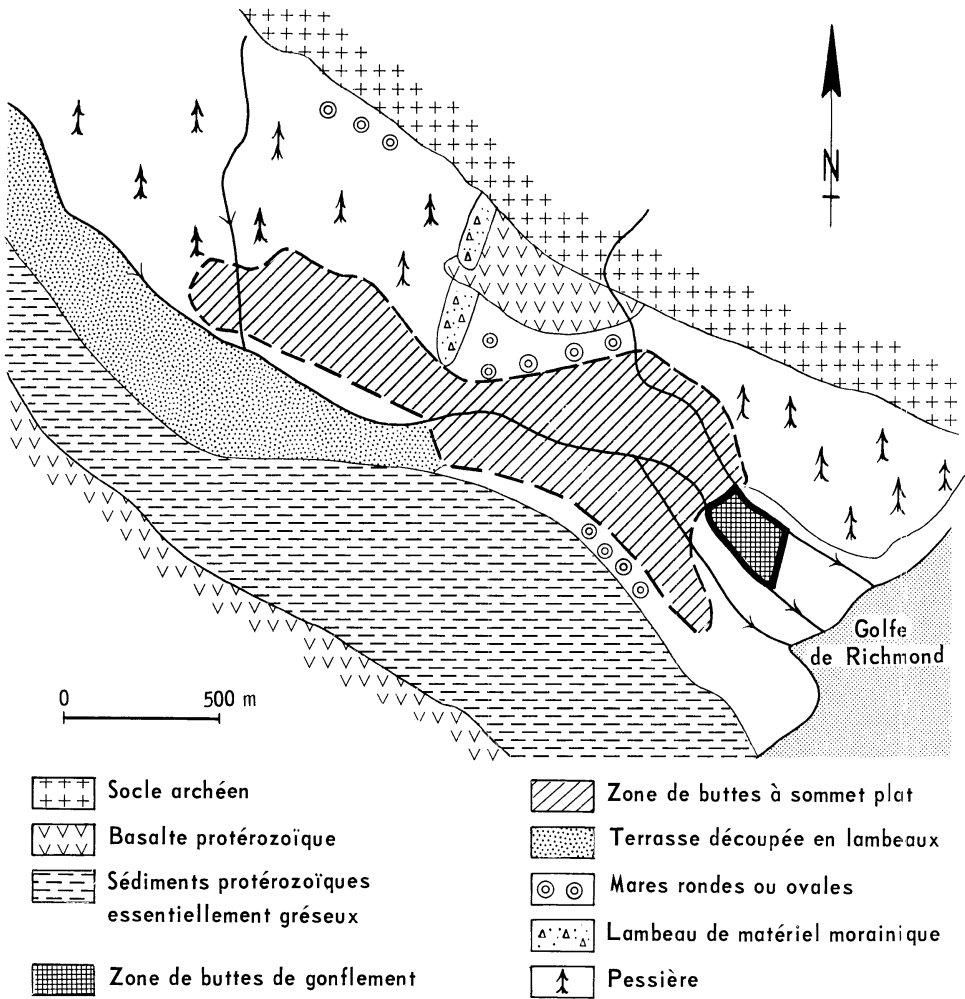 N
Golfe
de Richmond
0 500 m
Socle archéen
Basalte protérozoïque
Sédiments protérozoïques
essentiellement gréseux
Zone de buttes de gonflement
Zone de buttes à sommet plat
Terrasse découpée en lambeaux
Mares rondes ou ovales
Lambeau de matériel morainique
Pessière